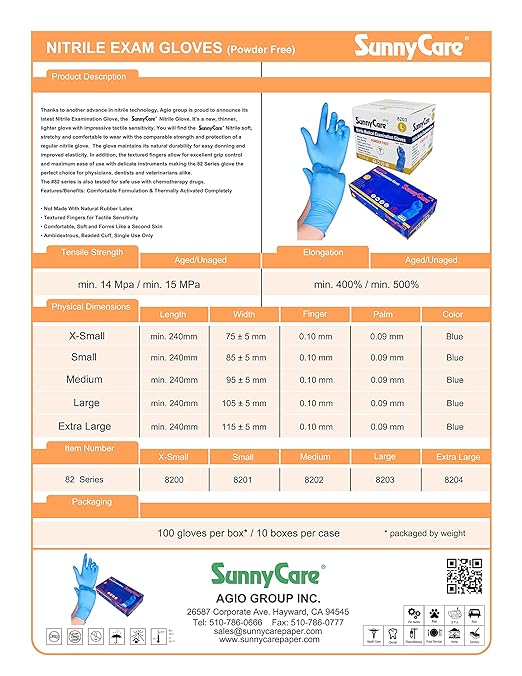 NITRILE EXAM GLOVES (Powder Free)
SunnyCare®
Product Description
Thanks to another advance in nitrile technology, Agio group is proud to announce its
latest Nitrile Examination Glove, the SunnyCare® Nitrile Glove. It's a new, thinner,
lighter glove with impressive tactile sensitivity. You will find the SunnyCare® Nitrile soft,
stretchy and comfortable to wear with the comparable strength and protection of a
regular nitrile glove. The glove maintains its natural durability for easy donning and
improved elasticity. In addition, the textured fingers allow for excellent grip control
and maximum ease of use with delicate instruments making the 82 Series glove the
perfect choice for physicians, dentists and veterinarians alike.
The #82 series is also tested for safe use with chemotherapy drugs.
Features/Benefits: Comfortable Formulation & Thermally Activated Completely
• Not Made With Natural Rubber Latex
• Textured Fingers for Tactile Sensitivity
• Comfortable, Soft and Forms Like a Second Skin
• Ambidextrous, Beaded Cuff, Single Use Only
8203
SunnyCare
L
POWDER FREE
Tensile Strength Aged/Unaged Elongation Aged/Unaged
min. 14 Mpa / min. 15 MPa min. 400% / min. 500%
Physical Dimensions Length Width Finger Palm Color
X-Small min. 240mm 75 ± 5 mm 0.10 mm 0.09 mm Blue
Small min. 240mm 85 ± 5 mm 0.10 mm 0.09 mm Blue
Medium min. 240mm 95 ± 5 mm 0.10 mm 0.09 mm Blue
Large min. 240mm 105 ± 5 mm 0.10 mm 0.09 mm Blue
Extra Large min. 240mm 115 ± 5 mm 0.10 mm 0.09 mm Blue
Item Number X-Small Small Medium Large Extra Large
82 Series 8200 8201 8202 8203 8204
Packaging
100 gloves per box* / 10 boxes per case * packaged by weight
SunnyCare®
AGIO GROUP INC.
26587 Corporate Ave. Hayward, CA 94545
Tel: 510-786-0666 Fax: 510-786-0777
sales@sunnycarepaper.com
www.sunnycarepaper.com